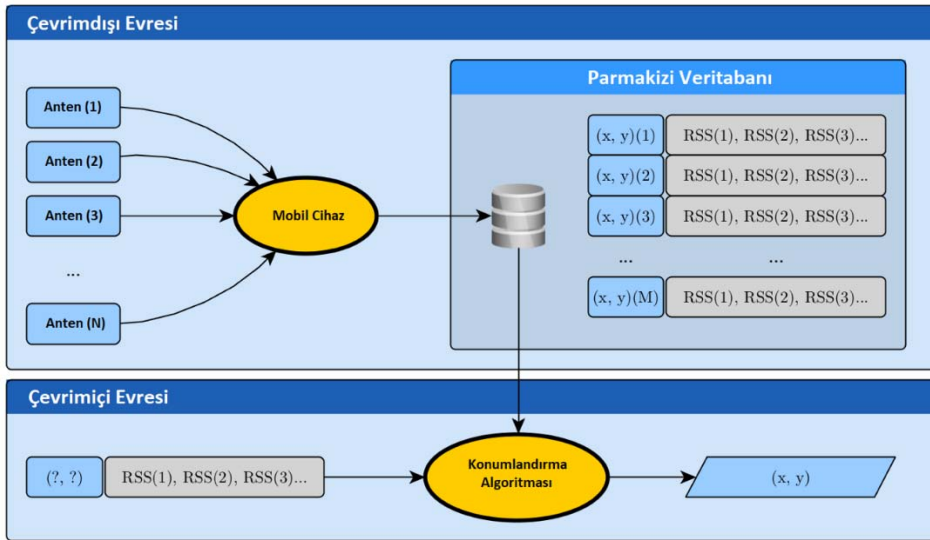 Çevrimdışı Evresi
Parmakizi Veritabanı
Anten (1)
Anten (2)
Anten (3)
...
Anten (N)
Mobil Cihaz
(x, y)(1) RSS(1), RSS(2), RSS(3)...
(x, y)(2) RSS(1), RSS(2), RSS(3)...
(x, y)(3) RSS(1), RSS(2), RSS(3)...
... ...
(x, y)(M) RSS(1), RSS(2), RSS(3)...
Çevrimiçi Evresi
(?, ?) RSS(1), RSS(2), RSS(3)...
Konumlandırma
Algoritması
(x, y)